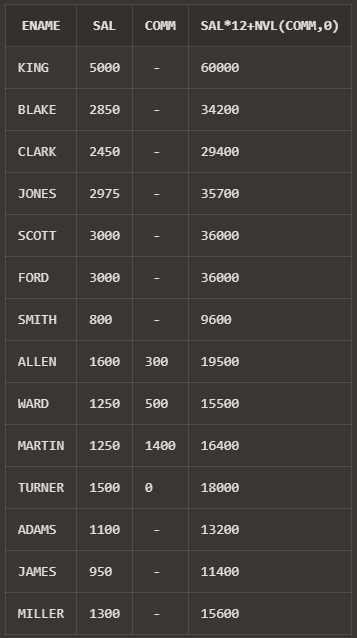 ENAME SAL COMM SAL*12+NVL(COMM,0)
KING 5000 - 60000
BLAKE 2850 - 34200
CLARK 2450 - 29400
JONES 2975 - 35700
SCOTT 3000 - 36000
FORD 3000 - 36000
SMITH 800 - 9600
ALLEN 1600 300 19500
WARD 1250 500 15500
MARTIN 1250 1400 16400
TURNER 1500 0 18000
ADAMS 1100 - 13200
JAMES 950 - 11400
MILLER 1300 - 15600